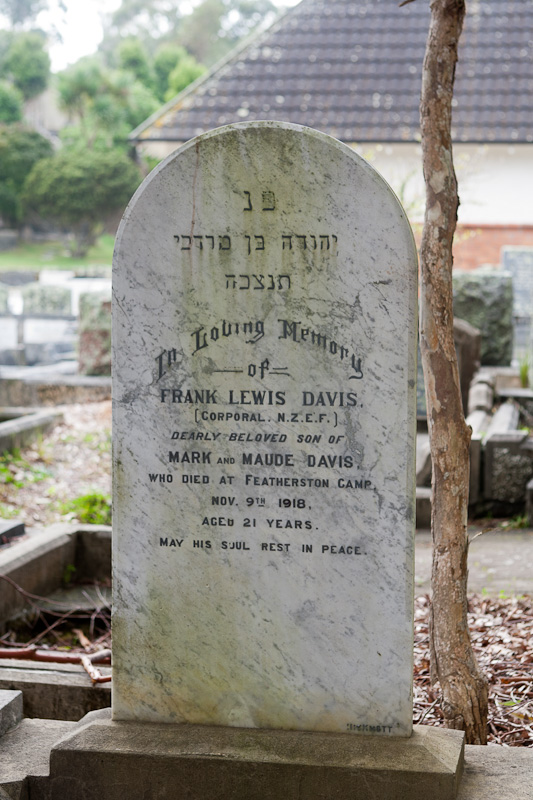 פ נ
יהודה בן מורדכי
תנצבה
In Loving Memory
of
FRANK LEWIS DAVIS,
(CORPORAL. N.Z.E.F.)
DEARLY BELOVED SON OF
MARK AND MAUDE DAVIS,
WHO DIED AT FEATHERSTON CAMP,
NOV. 9TH 1918,
AGED 21 YEARS.
MAY HIS SOUL REST IN PEACE.